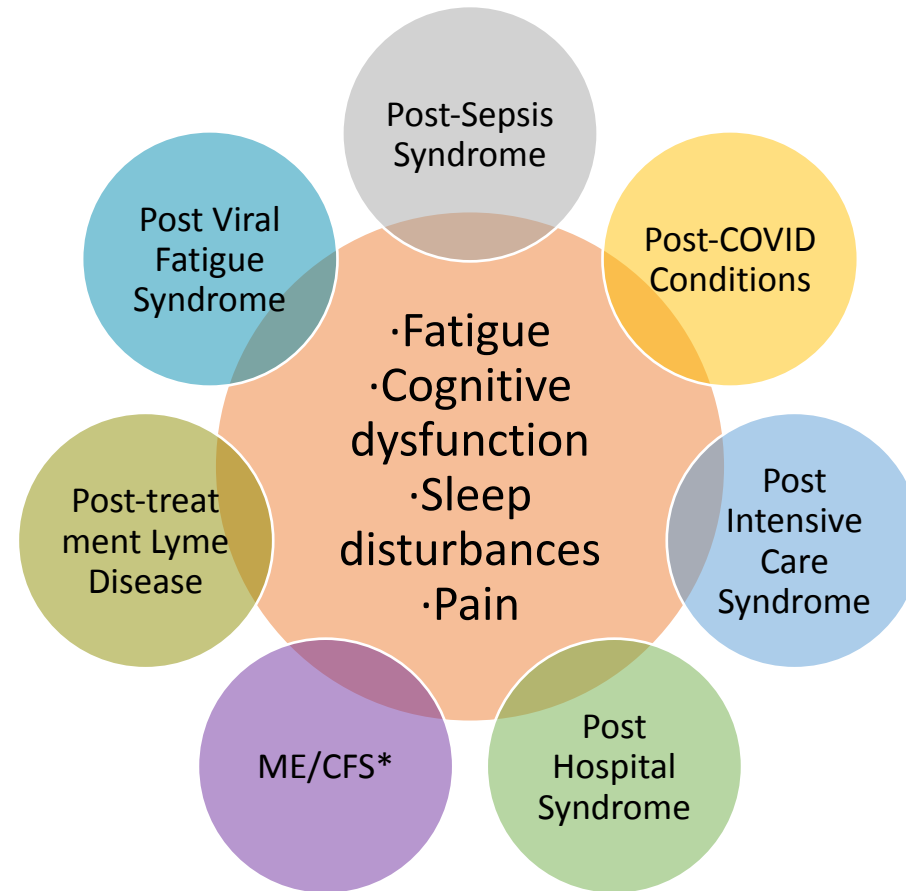 Post-Sepsis
Syndrome
Post-COVID
Conditions
Post
Intensive
Care
Syndrome
Post
Hospital
Syndrome
ME/CFS*
Post-treat
ment Lyme
Disease
Post Viral
Fatigue
Syndrome
·Fatigue
·Cognitive
dysfunction
·Sleep
disturbances
·Pain